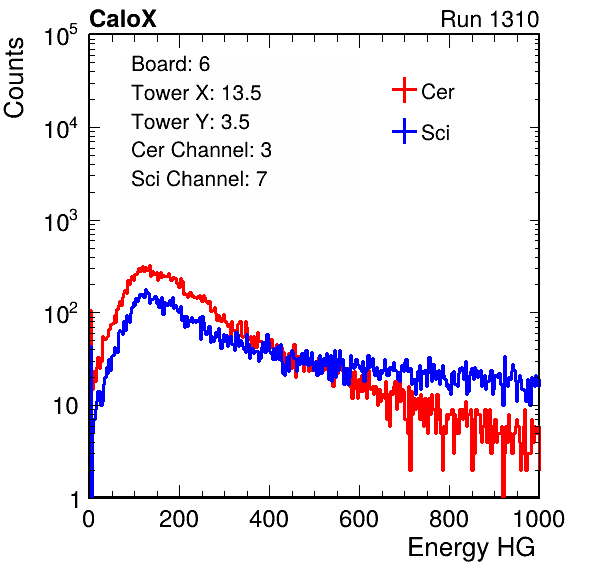 CaloX Run 1310
Counts
10^5
10^4
10^3
10^2
10
1
Board: 6
Tower X: 13.5
Tower Y: 3.5
Cer Channel: 3
Sci Channel: 7
Cer
Sci
0 200 400 600 800 1000
Energy HG